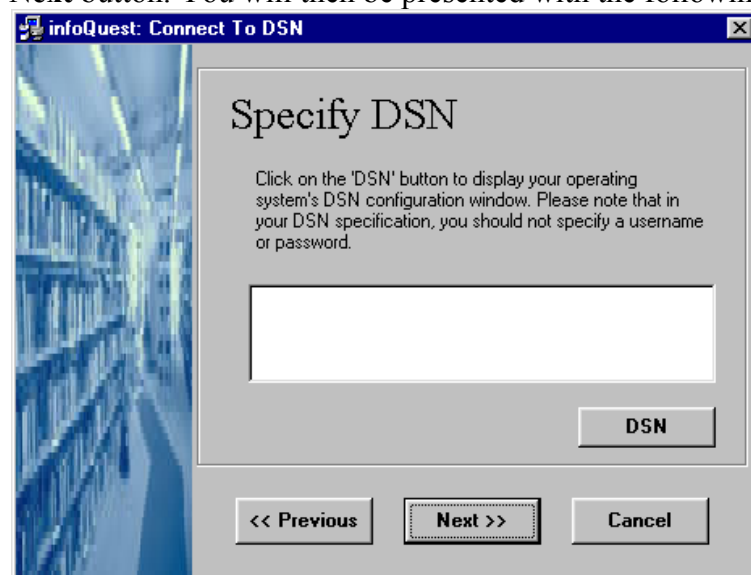 Next button. You will then be presented with the followin
infoQuest: Connect To DSN
Specify DSN
Click on the 'DSN' button to display your operating
system's DSN configuration window. Please note that in
your DSN specification, you should not specify a username
or password.
DSN
<< Previous
Next >>
Cancel